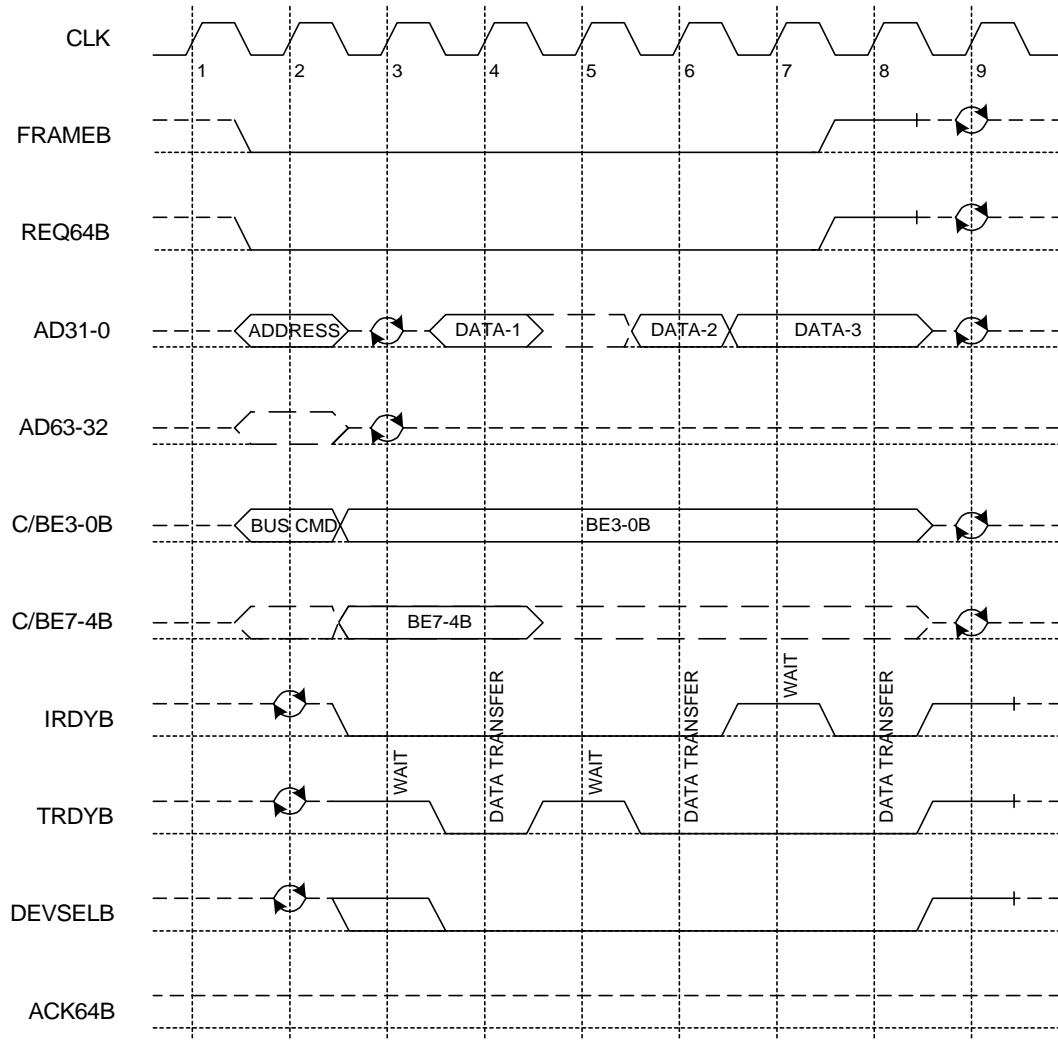 CLK
1 2 3 4 5 6 7 8 9
FRAMEB
REQ64B
AD31-0 ADDRESS DATA-1 DATA-2 DATA-3
AD63-32
C/BE3-0B BUS CMD BE3-0B
C/BE7-4B BE7-4B
IRDYB
WAIT
DATA TRANSFER
WAIT
DATA TRANSFER
WAIT
DATA TRANSFER
TRDYB
DEVSELB
ACK64B